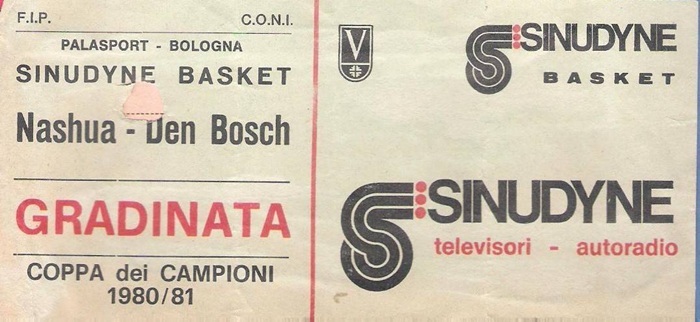 F.I.P. C.O.N.I.
PALASPORT - BOLOGNA
SINUDYNE BASKET
Nashua - Den Bosch
GRADINATA
COPPA dei CAMPIONI
1980/81
V
SINUDYNE
BASKET
SINUDYNE
televisori - autoradio